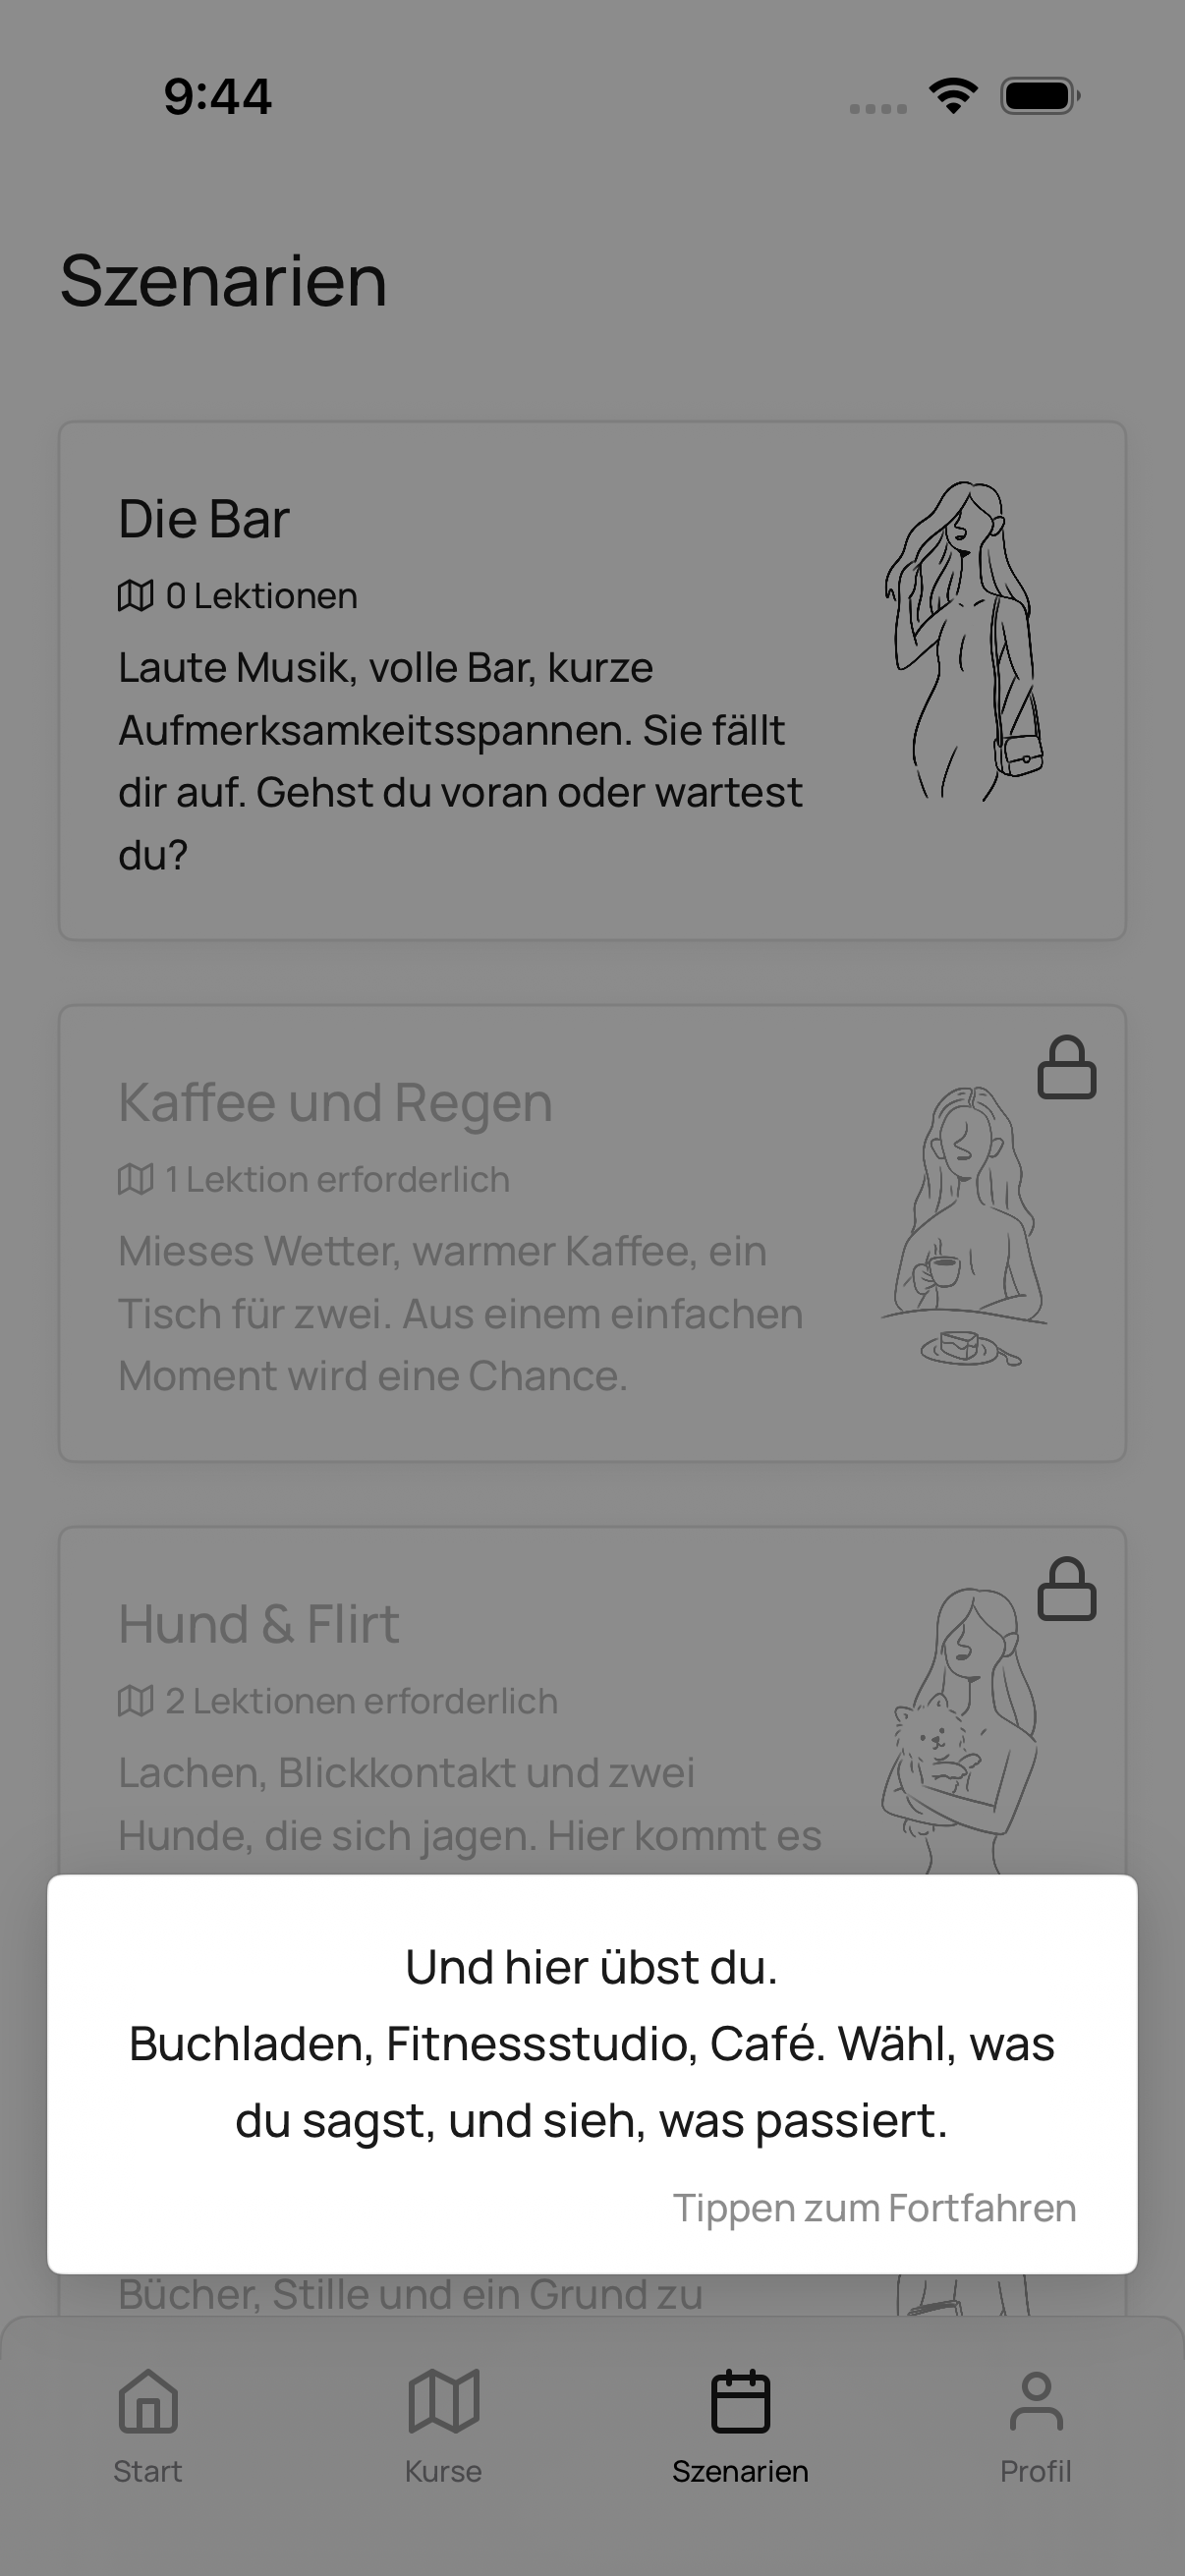 9:44
Szenarien
Die Bar
0 Lektionen
Laute Musik, volle Bar, kurze
Aufmerksamkeitsspannen. Sie fällt
dir auf. Gehst du voran oder wartest
du?
Kaffee und Regen
1 Lektion erforderlich
Mieses Wetter, warmer Kaffee, ein
Tisch für zwei. Aus einem einfachen
Moment wird eine Chance.
Hund & Flirt
2 Lektionen erforderlich
Lachen, Blickkontakt und zwei
Hunde, die sich jagen. Hier kommt es
Und hier übst du.
Buchladen, Fitnessstudio, Café. Wähl, was
du sagst, und sieh, was passiert.
Tippen zum Fortfahren
Bücher, Stille und ein Grund zu
Start
Kurse
Szenarien
Profil